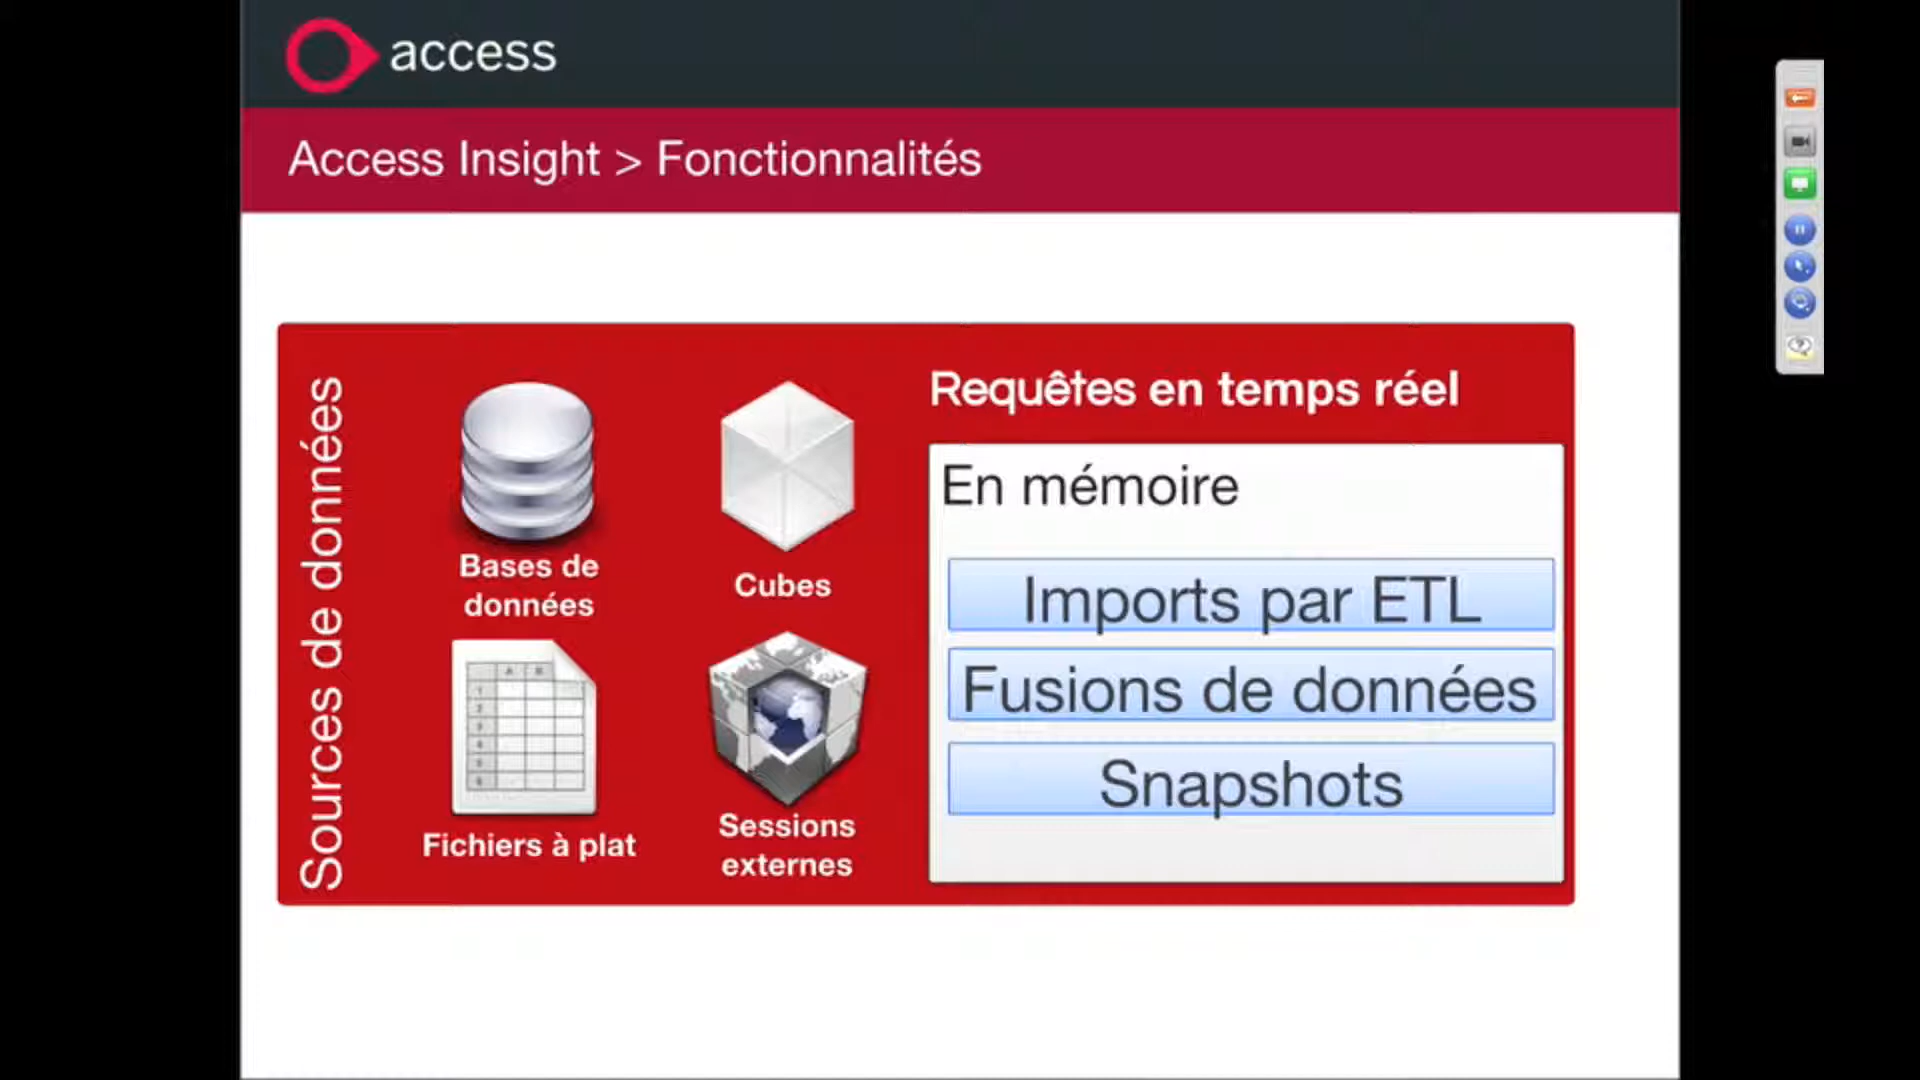 access
Access Insight > Fonctionnalités
Sources de données
Bases de
données
Cubes
Fichiers à plat
Sessions
externes
Requêtes en temps réel
En mémoire
Imports par ETL
Fusions de données
Snapshots